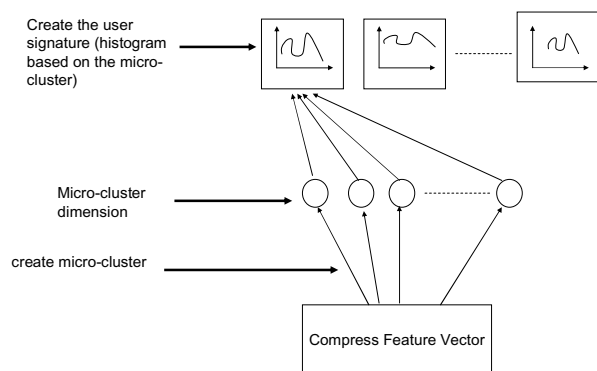 Create the user
signature (histogram
based on the micro-
cluster)
Micro-cluster
dimension
create micro-cluster
Compress Feature Vector